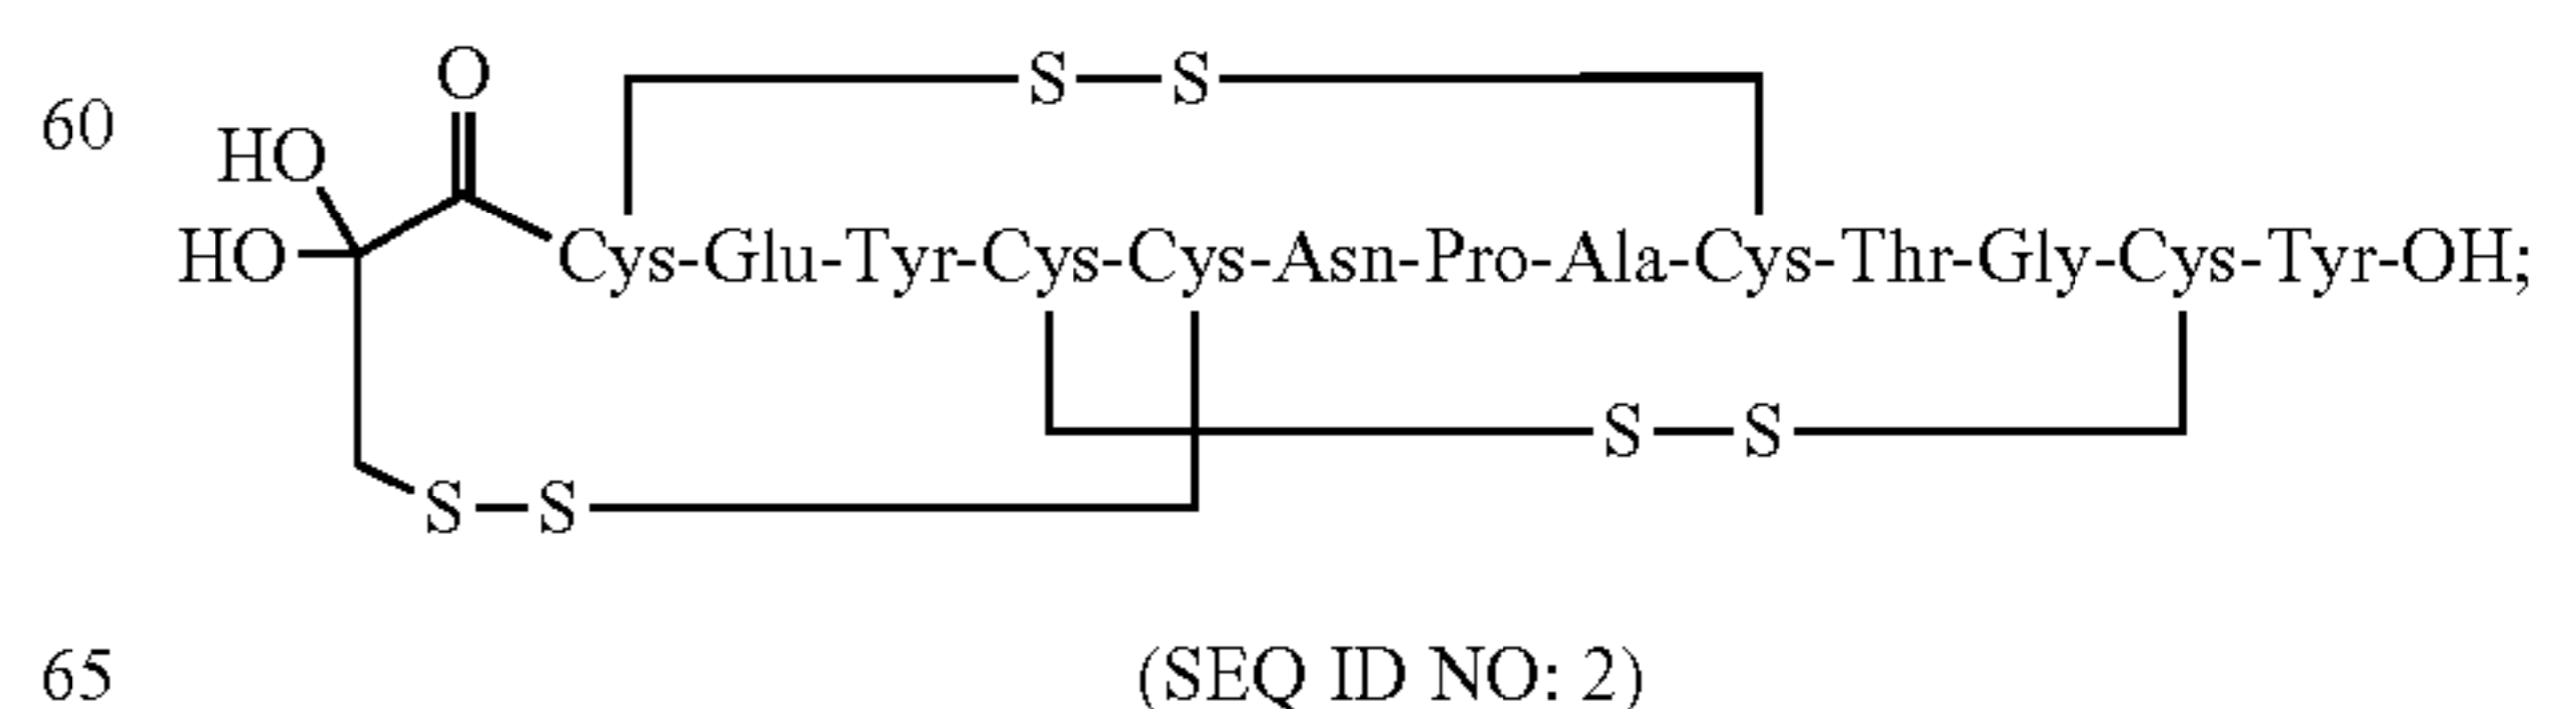 O
S—S
60
HO
HO
Cys-Glu-Tyr-Cys-Cys-Asn-Pro-Ala-Cys-Thr-Gly-Cys-Tyr-OH;
S—S
S—S
65
(SEQ ID NO: 2)